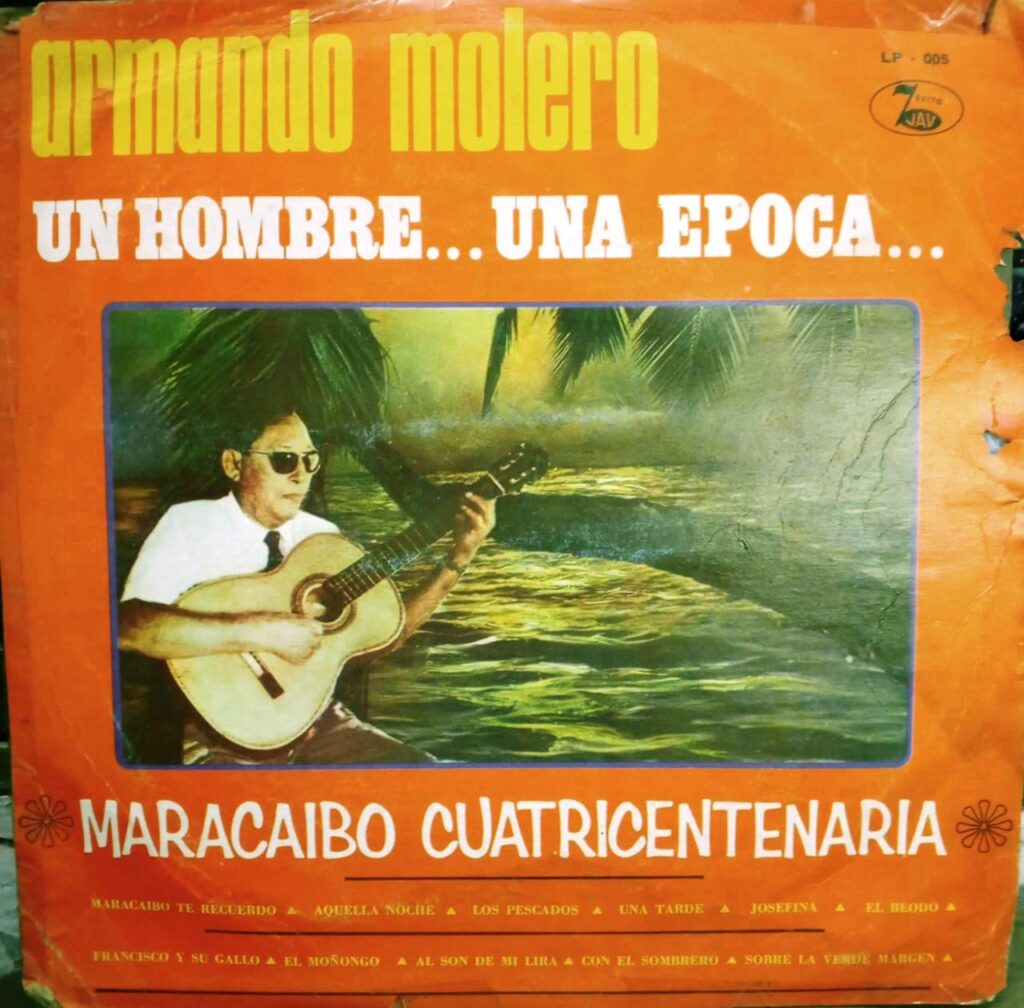 armando molero
LP - 005
EXITO
JAV
UN HOMBRE... UNA EPOCA...
MARACAIBO CUATRICENTENARIA
MARACAIBO TE RECUERDO ▲ AQUELLA NOCHE ▲ LOS PESCADOS ▲ UNA TARDE ▲ JOSEFINA ▲ EL BEODO ▲
FRANCISCO Y SU GALLO ▲ EL MOÑONGO ▲ AL SON DE MI LIRA ▲ CON EL SOMBRERO ▲ SOBRE LA VERDE MARGEN ▲